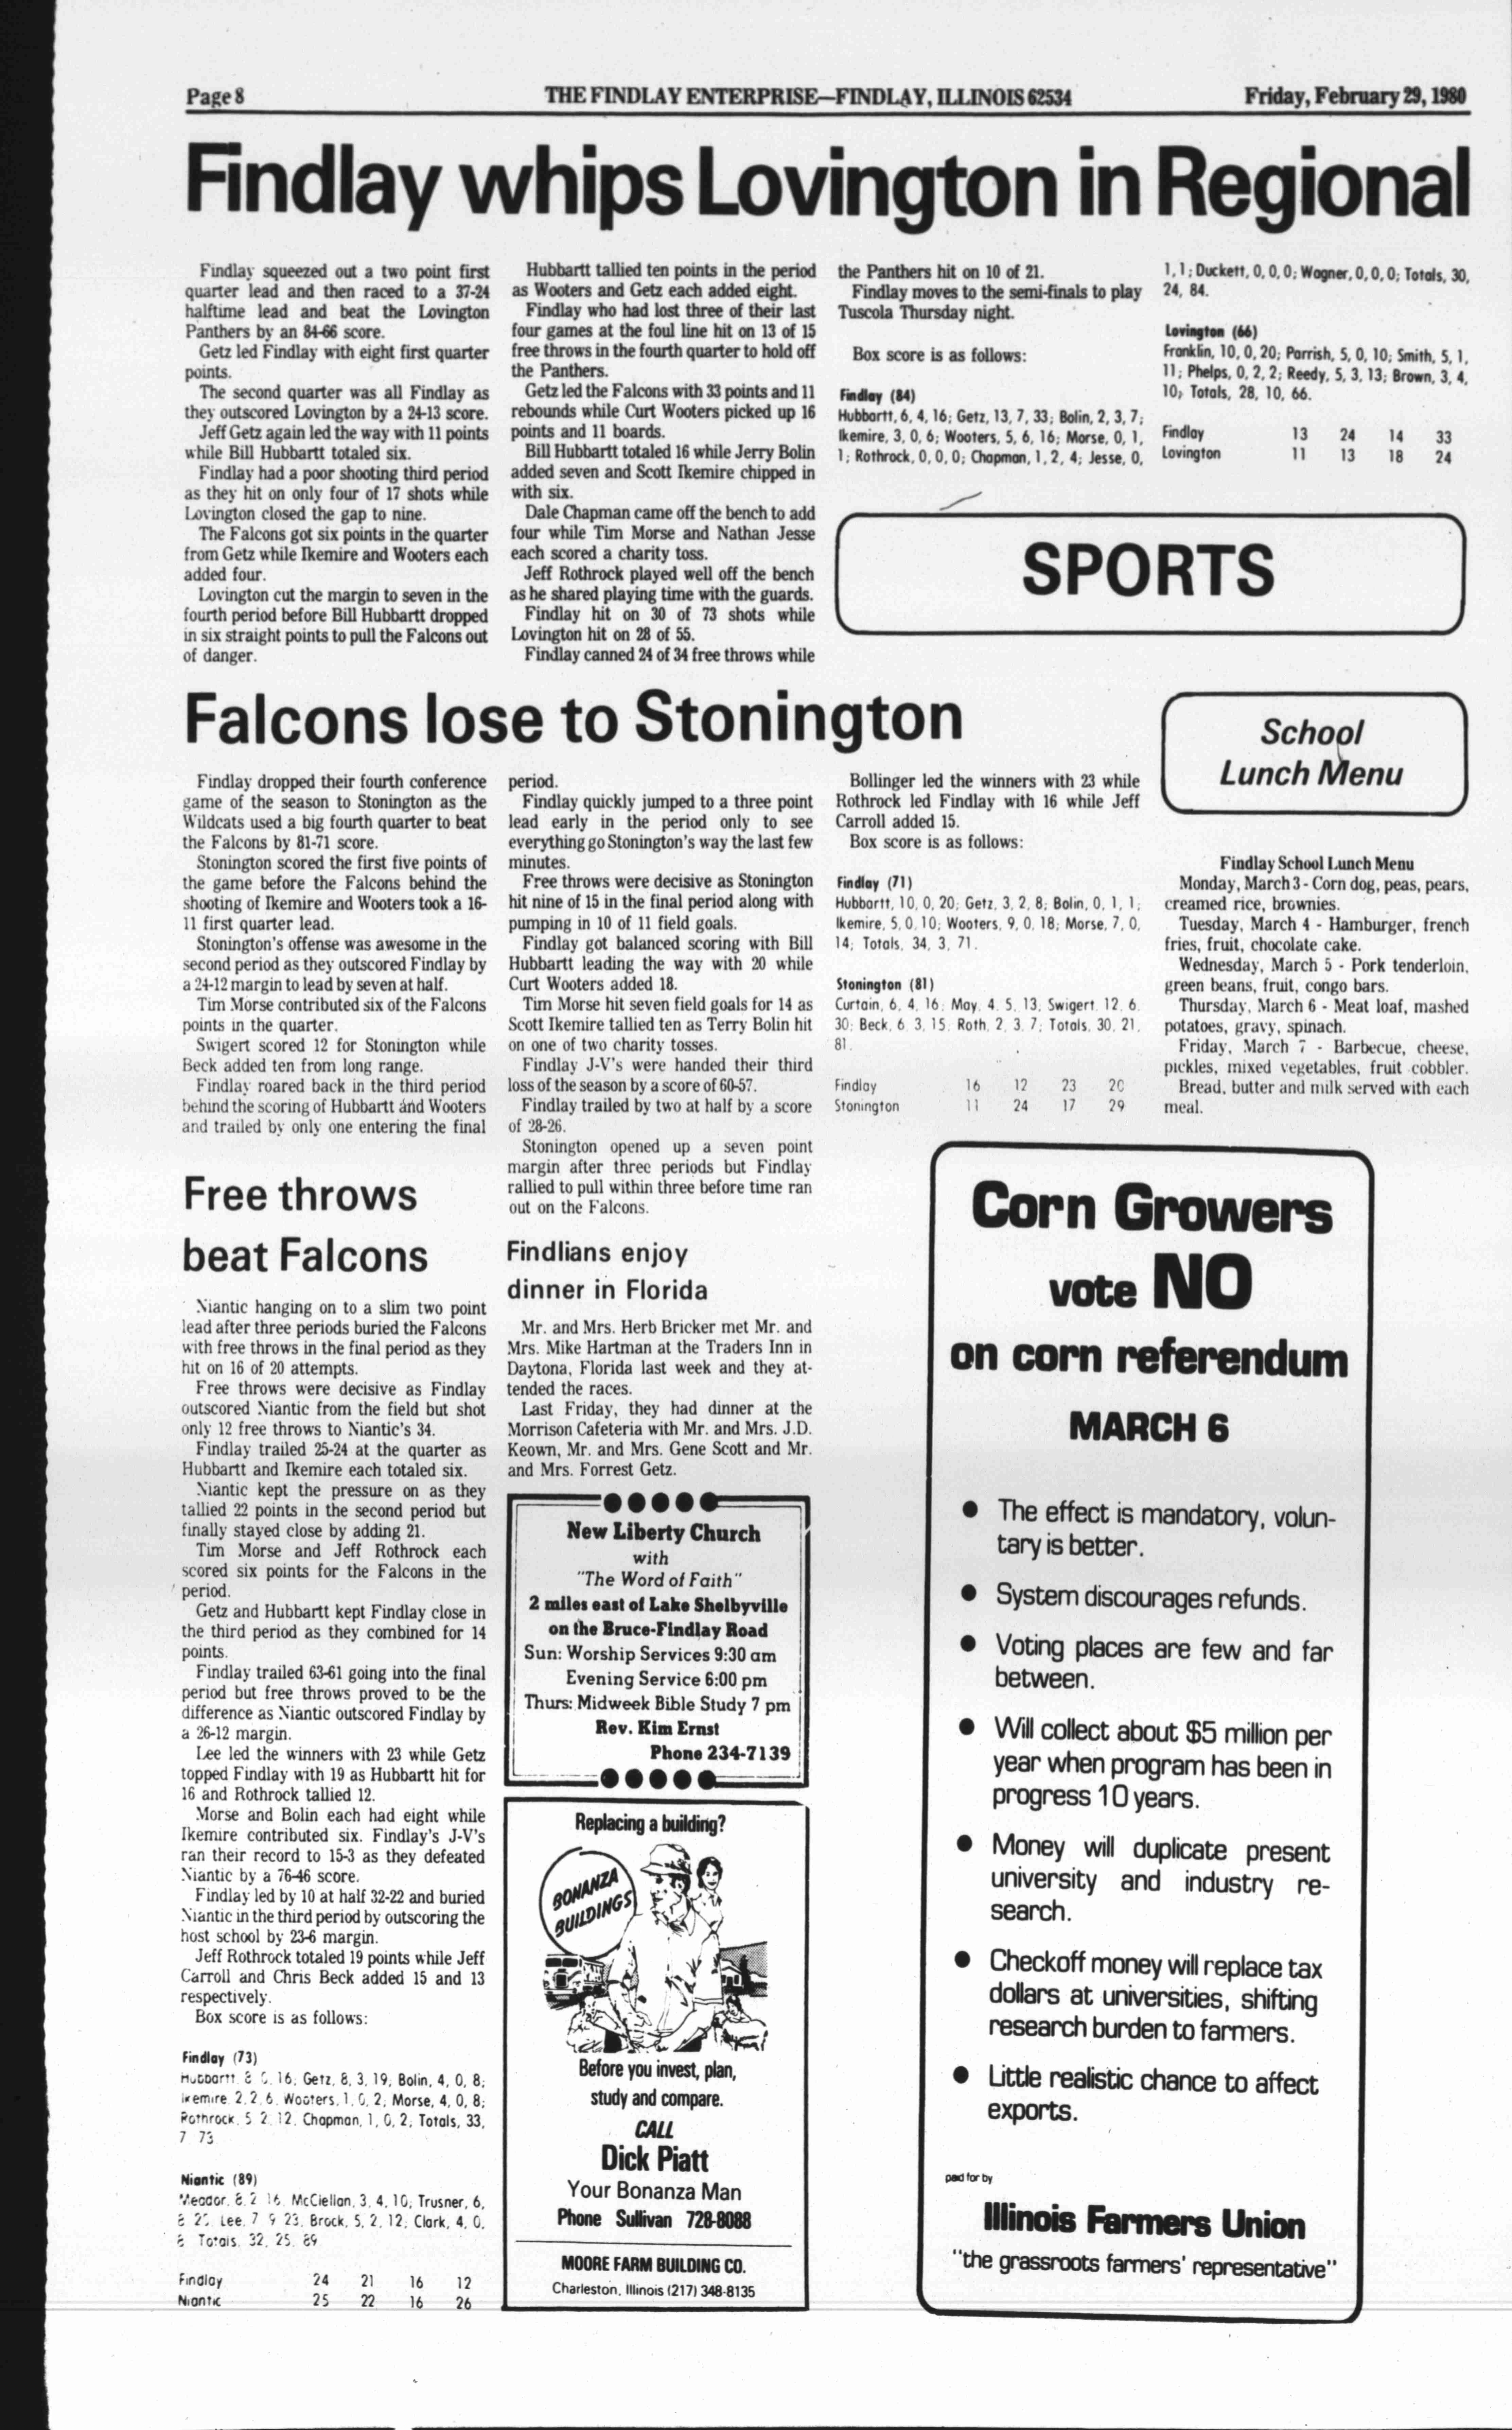 Page 8
THE FINDLAY ENTERPRISE—FINDLAY, ILLINOIS 62534
Friday, February 29, 1980
Findlay whips Lovington in Regional
Findlay squeezed out a two point first
quarter lead and then raced to a 37-24
halftime lead and beat the Lovington
Panthers by an 84-66 score.
Getz led Findlay with eight first quarter
points.
The second quarter was all Findlay as
they outscored Lovington by a 24-13 score.
Jeff Getz again led the way with 11 points
while Bill Hubbartt totaled six.
Findlay had a poor shooting third period
as they hit on only four of 17 shots while
Lovington closed the gap to nine.
The Falcons got six points in the quarter
from Getz while Ikemire and Wooters each
added four.
Lovington cut the margin to seven in the
fourth period before Bill Hubbartt dropped
in six straight points to pull the Falcons out
of danger.
Hubbartt tallied ten points in the period
as Wooters and Getz each added eight.
Findlay who had lost three of their last
four games at the foul line hit on 13 of 15
free throws in the fourth quarter to hold off
the Panthers.
Getz led the Falcons with 33 points and 11
rebounds while Curt Wooters picked up 16
points and 11 boards.
Bill Hubbartt totaled 16 while Jerry Bolin
added seven and Scott Ikemire chipped in
with six.
Dale Chapman came off the bench to add
four while Tim Morse and Nathan Jesse
each scored a charity toss.
Jeff Rothrock played well off the bench
as he shared playing time with the guards.
Findlay hit on 30 of 73 shots while
Lovington hit on 28 of 55.
Findlay canned 24 of 34 free throws while
the Panthers hit on 10 of 21.
Findlay moves to the semi-finals to play
Tuscola Thursday night.
Box score is as follows:
Findlay (84)
Hubbartt, 6, 4, 16; Getz, 13, 7, 33; Bolin, 2, 3, 7;
Ikemire, 3, 0, 6; Wooters, 5, 6, 16; Morse, 0, 1,
1; Rothrock, 0, 0, 0; Chapman, 1, 2, 4; Jesse, 0,
1, 1; Duckett, 0, 0, 0; Wagner, 0, 0, 0; Totals, 30,
24, 84.
Lovington (66)
Franklin, 10, 0, 20; Parrish, 5, 0, 10; Smith, 5, 1,
11; Phelps, 0, 2, 2; Reedy, 5, 3, 13; Brown, 3, 4,
10; Totals, 28, 10, 66.
Findlay 13 24 14 33
Lovington 11 13 18 24
SPORTS
Falcons lose to Stonington
Findlay dropped their fourth conference
game of the season to Stonington as the
Wildcats used a big fourth quarter to beat
the Falcons by 81-71 score.
Stonington scored the first five points of
the game before the Falcons behind the
shooting of Ikemire and Wooters took a 16-
11 first quarter lead.
Stonington's offense was awesome in the
second period as they outscored Findlay by
a 24-12 margin to lead by seven at half.
Tim Morse contributed six of the Falcons
points in the quarter.
Swigert scored 12 for Stonington while
Beck added ten from long range.
Findlay roared back in the third period
behind the scoring of Hubbartt and Wooters
and trailed by only one entering the final
period.
Findlay quickly jumped to a three point
lead early in the period only to see
everything go Stonington's way the last few
minutes.
Free throws were decisive as Stonington
hit nine of 15 in the final period along with
pumping in 10 of 11 field goals.
Findlay got balanced scoring with Bill
Hubbartt leading the way with 20 while
Curt Wooters added 18.
Tim Morse hit seven field goals for 14 as
Scott Ikemire tallied ten as Terry Bolin hit
on one of two charity tosses.
Findlay J-V's were handed their third
loss of the season by a score of 60-57.
Findlay trailed by two at half by a score
of 28-26.
Stonington opened up a seven point
margin after three periods but Findlay
rallied to pull within three before time ran
out on the Falcons.
Bollinger led the winners with 23 while
Rothrock led Findlay with 16 while Jeff
Carroll added 15.
Box score is as follows:
Findlay (71)
Hubbartt, 10, 0, 20; Getz, 3, 2, 8; Bolin, 0, 1, 1;
Ikemire, 5, 0, 10; Wooters, 9, 0, 18; Morse, 7, 0,
14; Totals, 34, 3, 71.
Stonington (81)
Curtain, 6, 4, 16; May, 4, 5, 13; Swigert, 12, 6,
30; Beck, 6, 3, 15; Roth, 2, 3, 7; Totals, 30, 21,
81.
Findlay 16 12 23 20
Stonington 11 24 17 29
School
Lunch Menu
Findlay School Lunch Menu
Monday, March 3 - Corn dog, peas, pears,
creamed rice, brownies.
Tuesday, March 4 - Hamburger, french
fries, fruit, chocolate cake.
Wednesday, March 5 - Pork tenderloin,
green beans, fruit, congo bars.
Thursday, March 6 - Meat loaf, mashed
potatoes, gravy, spinach.
Friday, March 7 - Barbecue, cheese,
pickles, mixed vegetables, fruit cobbler.
Bread, butter and milk served with each
meal.
Free throws
beat Falcons
Niantic hanging on to a slim two point
lead after three periods buried the Falcons
with free throws in the final period as they
hit on 16 of 20 attempts.
Free throws were decisive as Findlay
outscored Niantic from the field but shot
only 12 free throws to Niantic's 34.
Findlay trailed 25-24 at the quarter as
Hubbartt and Ikemire each totaled six.
Niantic kept the pressure on as they
tallied 22 points in the second period but
finally stayed close by adding 21.
Tim Morse and Jeff Rothrock each
scored six points for the Falcons in the
period.
Getz and Hubbartt kept Findlay close in
the third period as they combined for 14
points.
Findlay trailed 63-61 going into the final
period but free throws proved to be the
difference as Niantic outscored Findlay by
a 26-12 margin.
Lee led the winners with 23 while Getz
topped Findlay with 19 as Hubbartt hit for
16 and Rothrock tallied 12.
Morse and Bolin each had eight while
Ikemire contributed six. Findlay's J-V's
ran their record to 15-3 as they defeated
Niantic by a 76-46 score.
Findlay led by 10 at half 32-22 and buried
Niantic in the third period by outscoring the
host school by 23-6 margin.
Jeff Rothrock totaled 19 points while Jeff
Carroll and Chris Beck added 15 and 13
respectively.
Box score is as follows:
Findlay (73)
Hubbartt, 8, 0, 16; Getz, 8, 3, 19; Bolin, 4, 0, 8;
Ikemire, 2, 2, 6; Wooters, 1, 0, 2; Morse, 4, 0, 8;
Rothrock, 5, 2, 12; Chapman, 1, 0, 2; Totals, 33,
7 73
Niantic (89)
Meador, 8, 2 16; McClellan, 3, 4, 10; Trusner, 6,
8 20; Lee, 7 9 23; Brock, 5, 2, 12; Clark, 4, 0,
8 Totals, 32, 25, 89
Findlay 24 21 16 12
Niantic 25 22 16 26
Findlians enjoy
dinner in Florida
Mr. and Mrs. Herb Bricker met Mr. and
Mrs. Mike Hartman at the Traders Inn in
Daytona, Florida last week and they at-
tended the races.
Last Friday, they had dinner at the
Morrison Cafeteria with Mr. and Mrs. J.D.
Keown, Mr. and Mrs. Gene Scott and Mr.
and Mrs. Forrest Getz.
New Liberty Church
with
"The Word of Faith"
2 miles east of Lake Shelbyville
on the Bruce-Findlay Road
Sun: Worship Services 9:30 am
Evening Service 6:00 pm
Thurs: Midweek Bible Study 7 pm
Rev. Kim Ernst
Phone 234-7139
Replacing a building?
BONANZA
BUILDINGS
Before you invest, plan,
study and compare.
CALL
Dick Piatt
Your Bonanza Man
Phone Sullivan 728-8088
MOORE FARM BUILDING CO.
Charleston, Illinois (217) 348-8135
Corn Growers
vote NO
on corn referendum
MARCH 6
● The effect is mandatory, volun-
tary is better.
● System discourages refunds.
● Voting places are few and far
between.
● Will collect about $5 million per
year when program has been in
progress 10 years.
● Money will duplicate present
university and industry re-
search.
● Checkoff money will replace tax
dollars at universities, shifting
research burden to farmers.
● Little realistic chance to affect
exports.
paid for by
Illinois Farmers Union
"the grassroots farmers' representative"